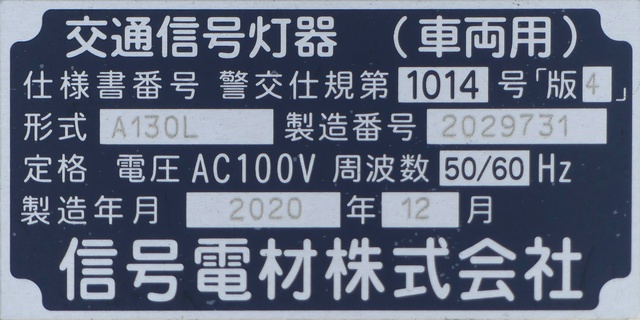 交通信号灯器 （車両用）
仕様書番号 警交仕規第 1014 号「版 4」
形式 A130L 製造番号 2029731
定格 電圧 AC100V 周波数 50/60 Hz
製造年月 2020 年 12 月
信号電材株式会社